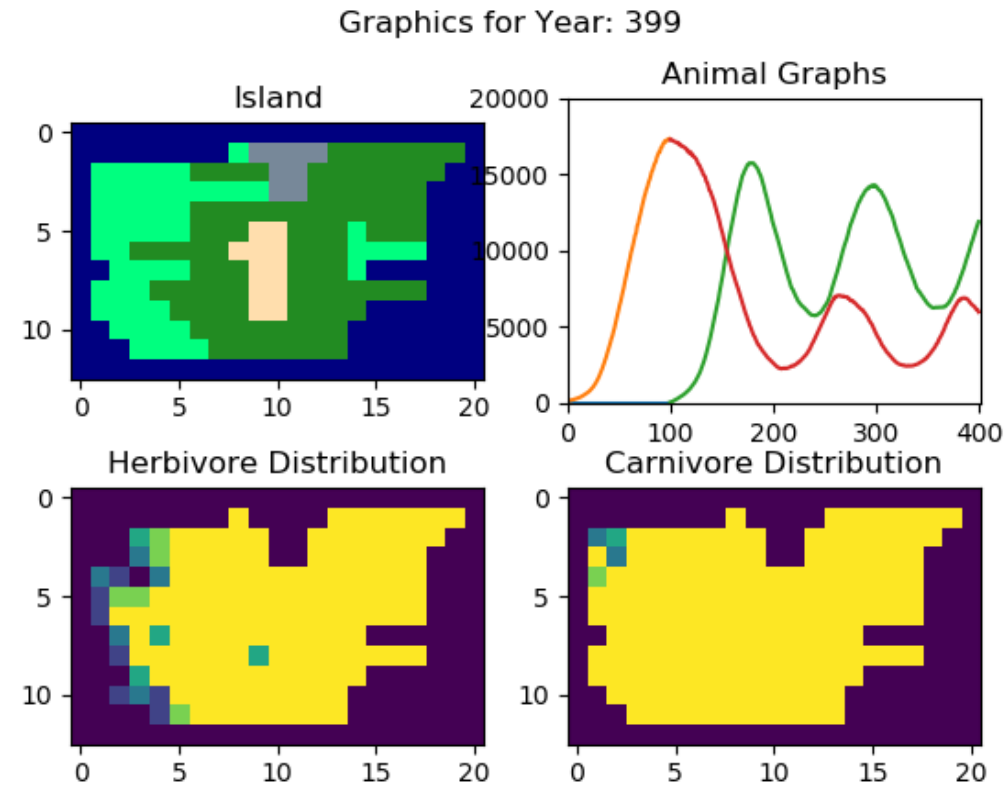 Graphics for Year: 399
Island
0
5
10
0 5 10 15 20
Animal Graphs
20000
15000
10000
5000
0
0 100 200 300 400
Herbivore Distribution
0
5
10
0 5 10 15 20
Carnivore Distribution
0
5
10
0 5 10 15 20